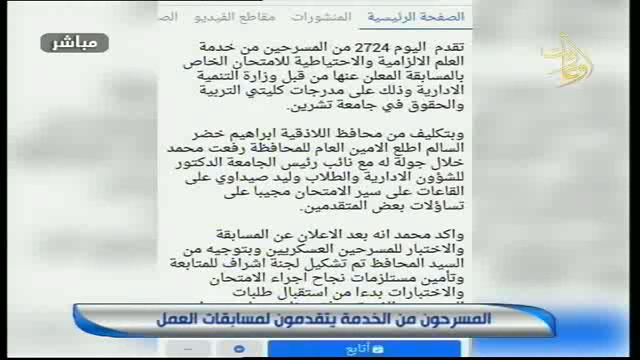 الصفحة الرئيسية المنشورات مقاطع الفيديو الص
مباشر
تقدم اليوم 2724 من المسرحين من خدمة
العلم الالزامية والاحتياطية للامتحان الخاص
بالمسابقة المعلن عنها من قبل وزارة التنمية
الادارية وذلك على مدرجات كليتي التربية
والحقوق في جامعة تشرين.
وبتكليف من محافظ اللاذقية ابراهيم خضر
السالم اطلع الامين العام للمحافظة رفعت محمد
خلال جولة له مع نائب رئيس الجامعة الدكتور
للشؤون الادارية والطلاب وليد صيداوي على
القاعات على سير الامتحان مجيبا على
تساؤلات بعض المتقدمين.
واكد محمد انه بعد الاعلان عن المسابقة
والاختبار للمسرحين العسكريين وبتوجيه من
السيد المحافظ تم تشكيل لجنة اشراف للمتابعة
وتأمين مستلزمات نجاح اجراء الامتحان
والاختبارات بدءا من استقبال طلبات
المسرحون من الخدمة يتقدمون لمسابقات العمل
أتابع